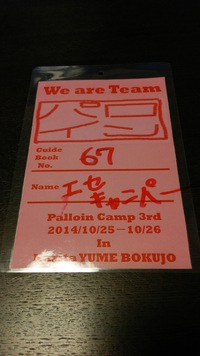 We are Team
パロ
イン
Guide
Book
No.
67
Name
エセ
キャンパー
Palloin Camp 3rd
2014/10/25-10/26
In
Narita YUME BOKUJO